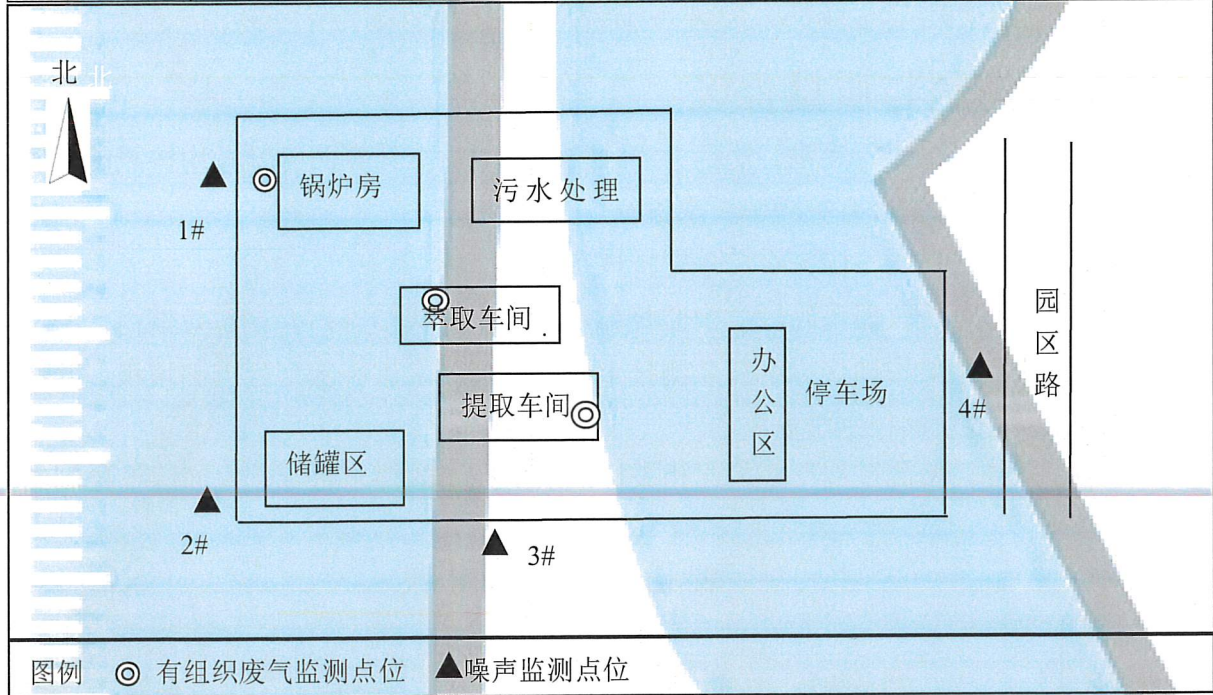 北
北
锅炉房
污水处理
1#
萃取车间
提取车间
储罐区
办公区
停车场
园区路
4#
2#
3#
图例 ◎ 有组织废气监测点位 ▲噪声监测点位